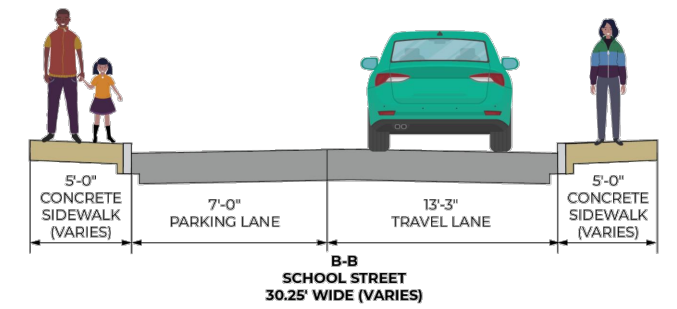 5'-0"
CONCRETE
SIDEWALK
(VARIES)
7'-0"
PARKING LANE
13'-3"
TRAVEL LANE
5'-0"
CONCRETE
SIDEWALK
(VARIES)
B-B
SCHOOL STREET
30.25' WIDE (VARIES)